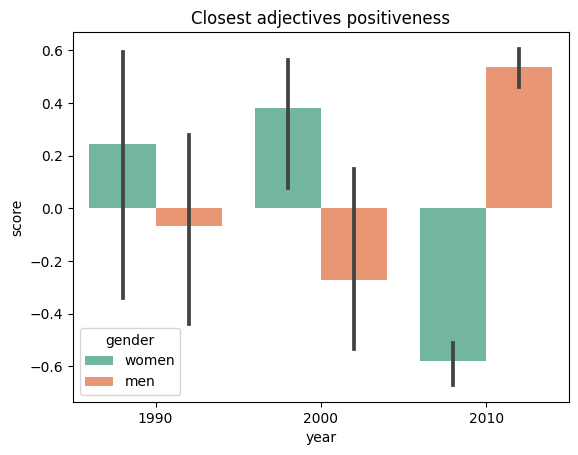 Closest adjectives positiveness
score
0.6
0.4
0.2
0.0
−0.2
−0.4
−0.6
gender
women
men
1990
2000
2010
year